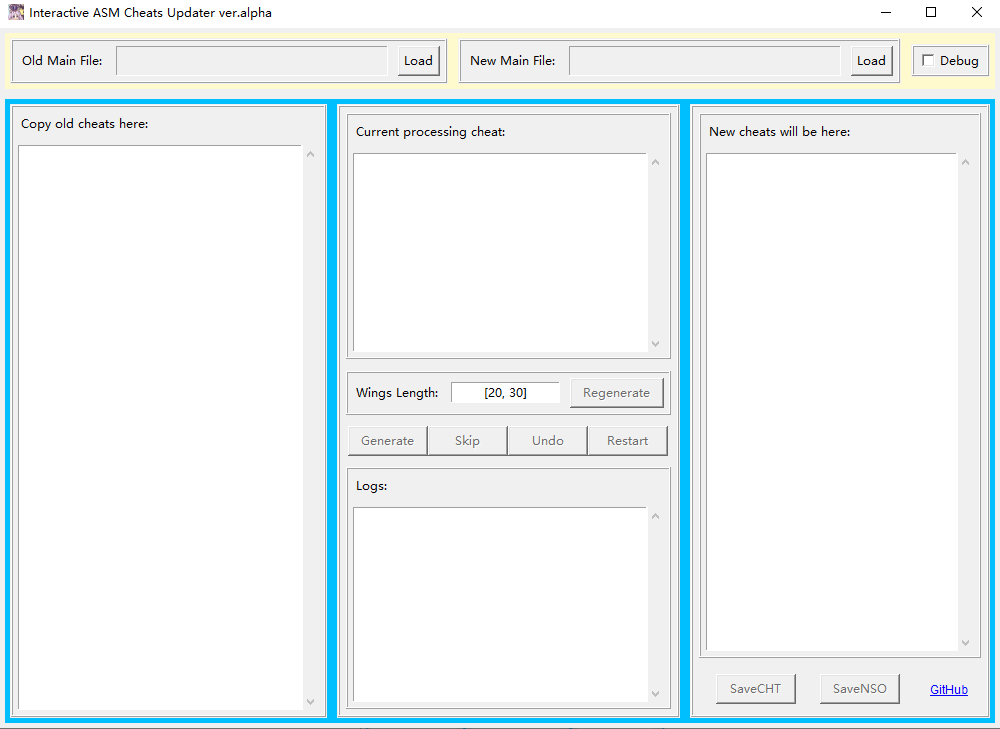 Interactive ASM Cheats Updater ver.alpha
Old Main File: Load New Main File: Load Debug
Copy old cheats here:
Current processing cheat:
New cheats will be here:
Wings Length: [20, 30] Regenerate
Generate Skip Undo Restart
Logs:
SaveCHT SaveNSO GitHub